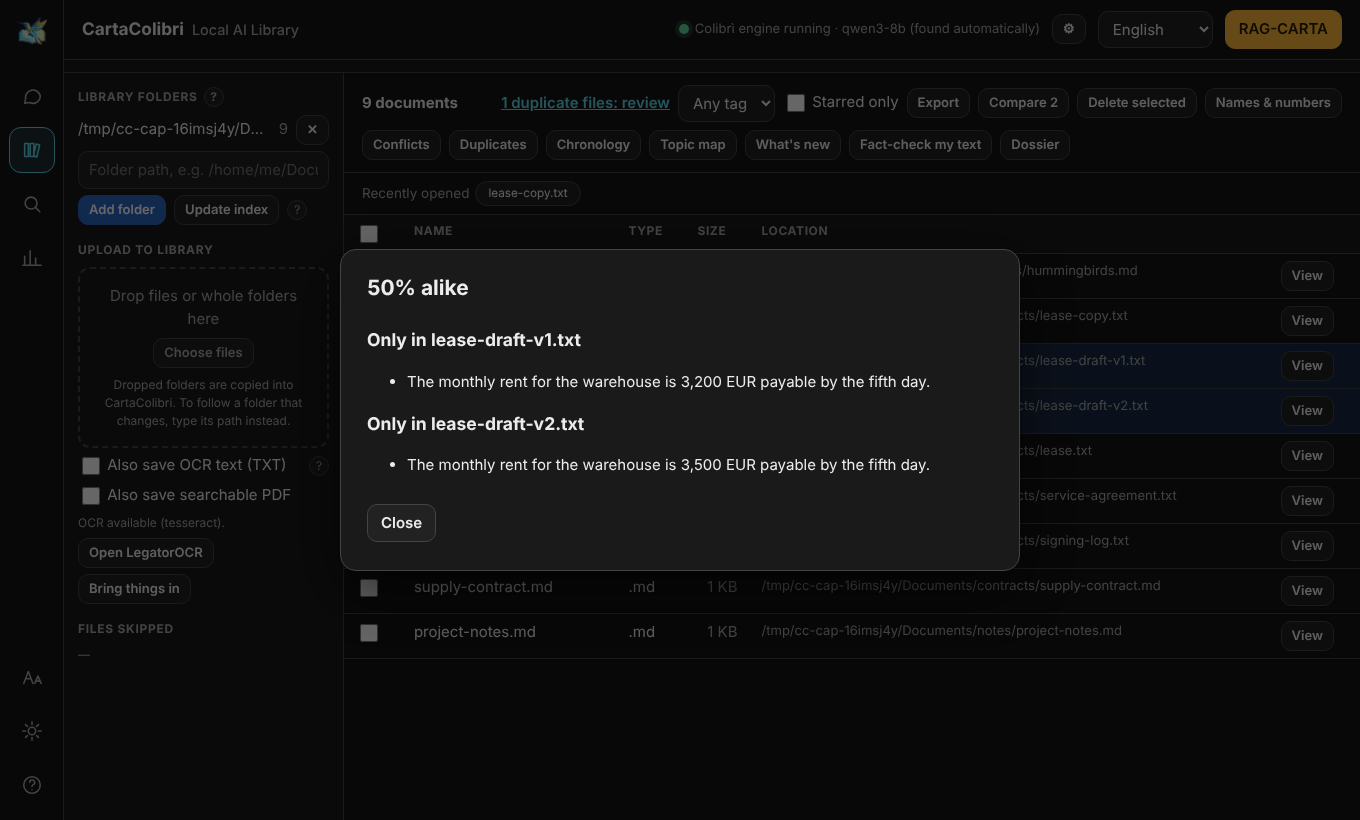 CartaColibrì Local AI Library
Colibrì engine running · qwen3-8b (found automatically)
⚙
English
RAG-CARTA
LIBRARY FOLDERS ?
/tmp/cc-cap-16imsj4y/D... 9 ✕
Folder path, e.g. /home/me/Docu
Add folder
Update index
?
UPLOAD TO LIBRARY
Drop files or whole folders
here
Choose files
Dropped folders are copied into
CartaColibri. To follow a folder that
changes, type its path instead.
Also save OCR text (TXT) ?
Also save searchable PDF
OCR available (tesseract).
Open LegatorOCR
Bring things in
FILES SKIPPED
—
9 documents
1 duplicate files: review
Any tag
Starred only
Export
Compare 2
Delete selected
Names & numbers
Conflicts
Duplicates
Chronology
Topic map
What's new
Fact-check my text
Dossier
Recently opened lease-copy.txt
NAME TYPE SIZE LOCATION
/hummingbirds.md View
cts/lease-copy.txt View
cts/lease-draft-v1.txt View
cts/lease-draft-v2.txt View
cts/lease.txt View
cts/service-agreement.txt View
cts/signing-log.txt View
50% alike
Only in lease-draft-v1.txt
• The monthly rent for the warehouse is 3,200 EUR payable by the fifth day.
Only in lease-draft-v2.txt
• The monthly rent for the warehouse is 3,500 EUR payable by the fifth day.
Close
supply-contract.md .md 1 KB /tmp/cc-cap-16imsj4y/Documents/contracts/supply-contract.md View
project-notes.md .md 1 KB /tmp/cc-cap-16imsj4y/Documents/notes/project-notes.md View
AA
?